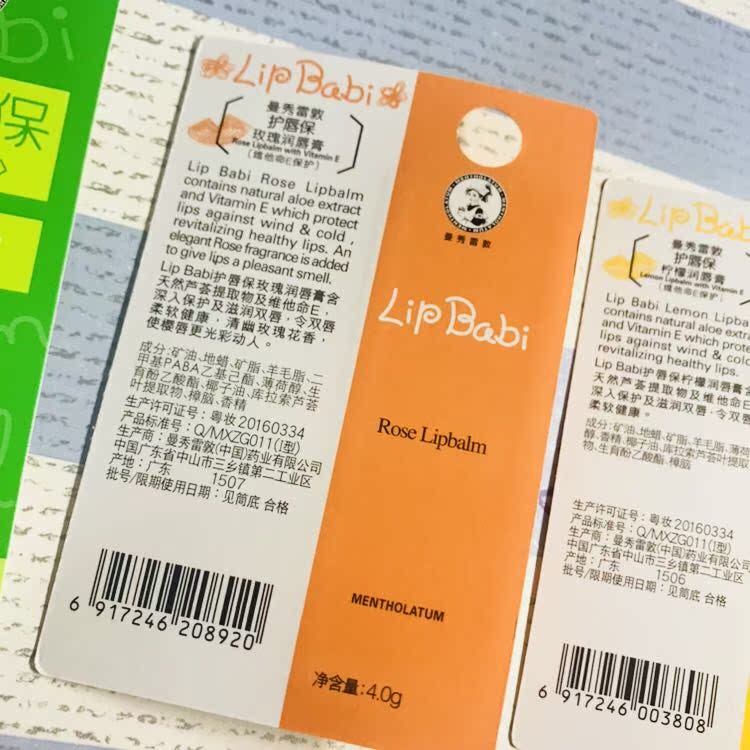 bi
保
Lip Babi
曼秀雷敦
护唇保
玫瑰润唇膏
Rose Lipbalm with Vitamin E
(维他命E保护)
Lip Babi Rose Lipbalm
contains natural aloe extract
and Vitamin E which protect
lips against wind & cold ,
revitalizing healthy lips. An
elegant Rose fragrance is added
to give lips a pleasant smell.
Lip Babi护唇保玫瑰润唇膏含
天然芦荟提取物及维他命E,
深入保护及滋润双唇,令双唇
柔软健康,清幽玫瑰花香,
使樱唇更光彩动人。
成分:矿油、地蜡、矿脂、羊毛脂、二
甲基PABA乙基己酯、薄荷醇、生
育酚乙酸酯、椰子油、库拉索芦荟
叶提取物、樟脑、香精
生产许可证号:粤妆20160334
产品标准号:Q/MXZG011(I型)
生产商:曼秀雷敦(中国)药业有限公司
中国广东省中山市三乡镇第二工业区
产地:广东 1507
批号/限期使用日期:见筒底 合格
6 917246 208920
MENTHOLATUM
曼秀雷敦
Lip Babi
Rose Lipbalm
MENTHOLATUM
净含量:4.0g
Lip Bab
曼秀雷敦
护唇保
柠檬润唇膏
Lemon Lipbalm with Vitamin E
(维他命E保护)
Lip Babi Lemon Lipba
contains natural aloe extra
and Vitamin E which prote
lips against wind & cold
revitalizing healthy lips.
Lip Babi护唇保柠檬润唇膏
天然芦荟提取物及维他命E
深入保护及滋润双唇,令双
柔软健康。
成分:矿油、地蜡、矿脂、羊毛脂、薄荷
醇、香精、椰子油、库拉索芦荟叶提取
物、生育酚乙酸酯、樟脑
生产许可证号:粤妆20160334
产品标准号:Q/MXZG011(I型)
生产商:曼秀雷敦(中国)药业有限公
中国广东省中山市三乡镇第二工业
产地:广东 1506
批号/限期使用日期:见筒底 合格
6 917246 003808